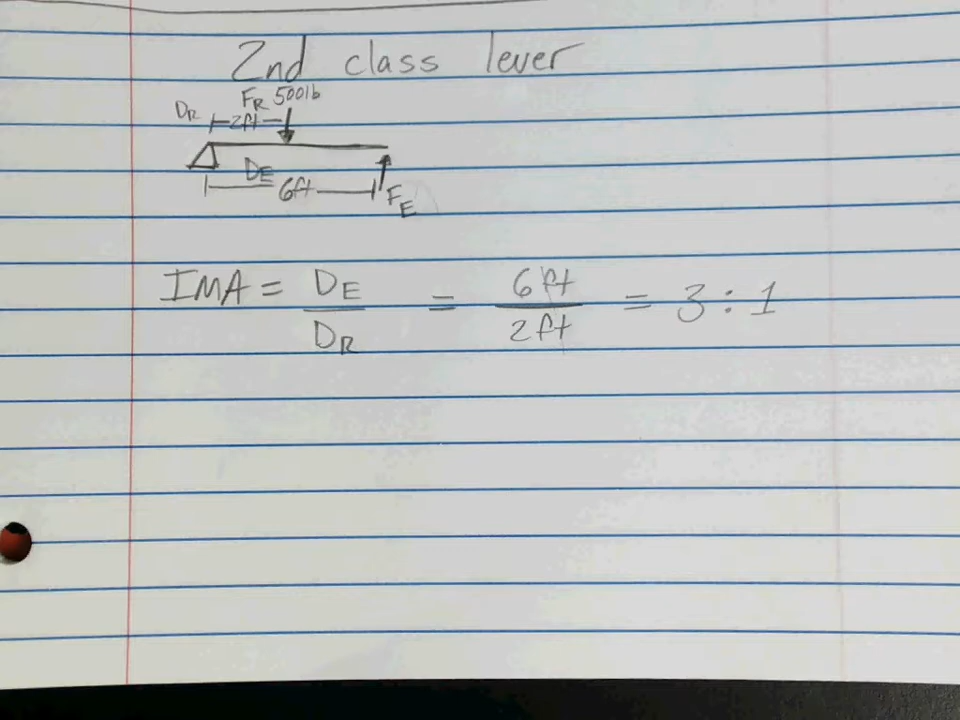 2nd class lever
FR 500lb
DR 2ft
DE
6ft
FE
IMA = DE / DR = 6ft / 2ft = 3 : 1